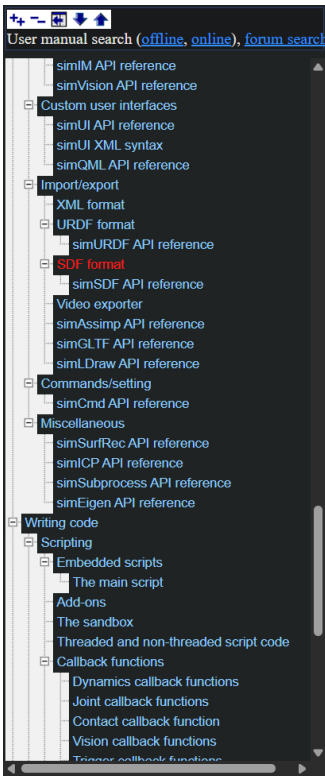 User manual search (offline, online), forum search
simIM API reference
simVision API reference
Custom user interfaces
simUI API reference
simUI XML syntax
simQML API reference
Import/export
XML format
URDF format
simURDF API reference
SDF format
simSDF API reference
Video exporter
simAssimp API reference
simGLTF API reference
simLDraw API reference
Commands/setting
simCmd API reference
Miscellaneous
simSurfRec API reference
simICP API reference
simSubprocess API reference
simEigen API reference
Writing code
Scripting
Embedded scripts
The main script
Add-ons
The sandbox
Threaded and non-threaded script code
Callback functions
Dynamics callback functions
Joint callback functions
Contact callback function
Vision callback functions
Trigger callback functions